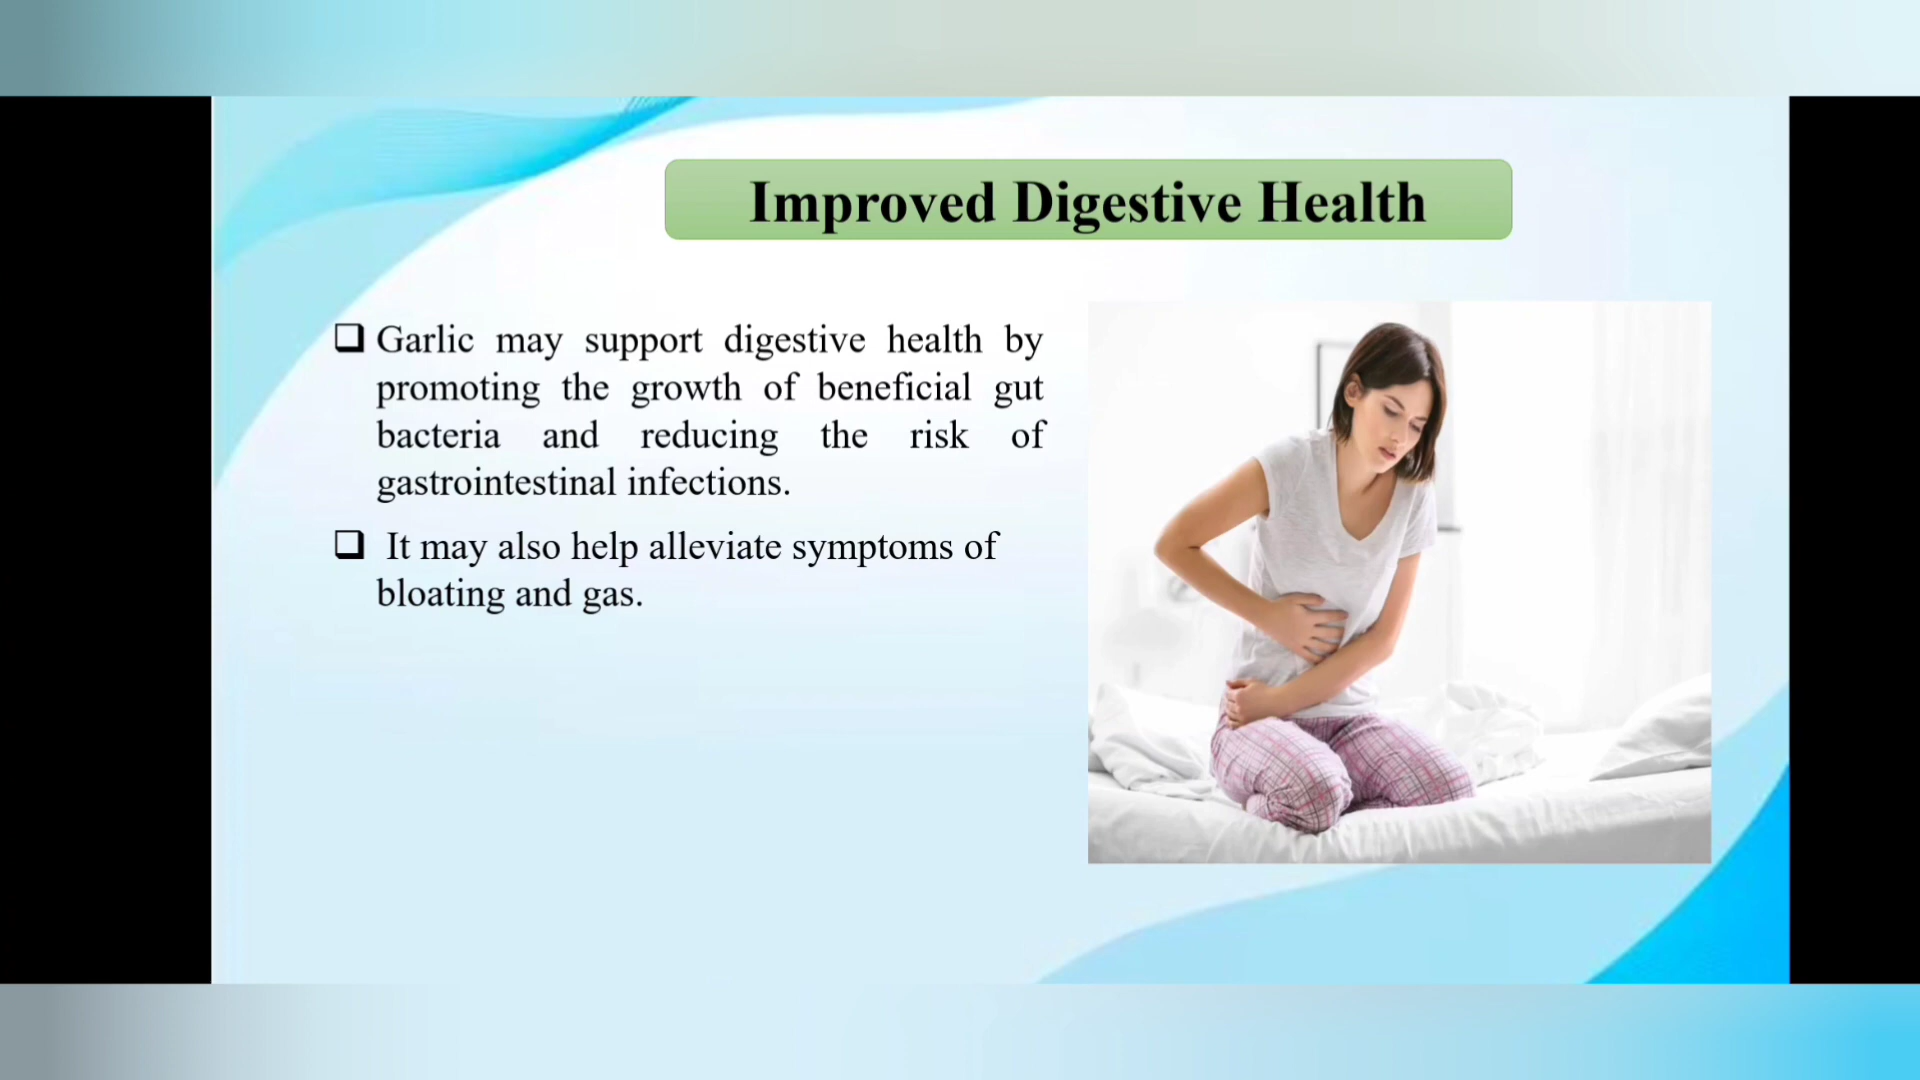 Improved Digestive Health
❑ Garlic may support digestive health by
promoting the growth of beneficial gut
bacteria and reducing the risk of
gastrointestinal infections.
❑ It may also help alleviate symptoms of
bloating and gas.